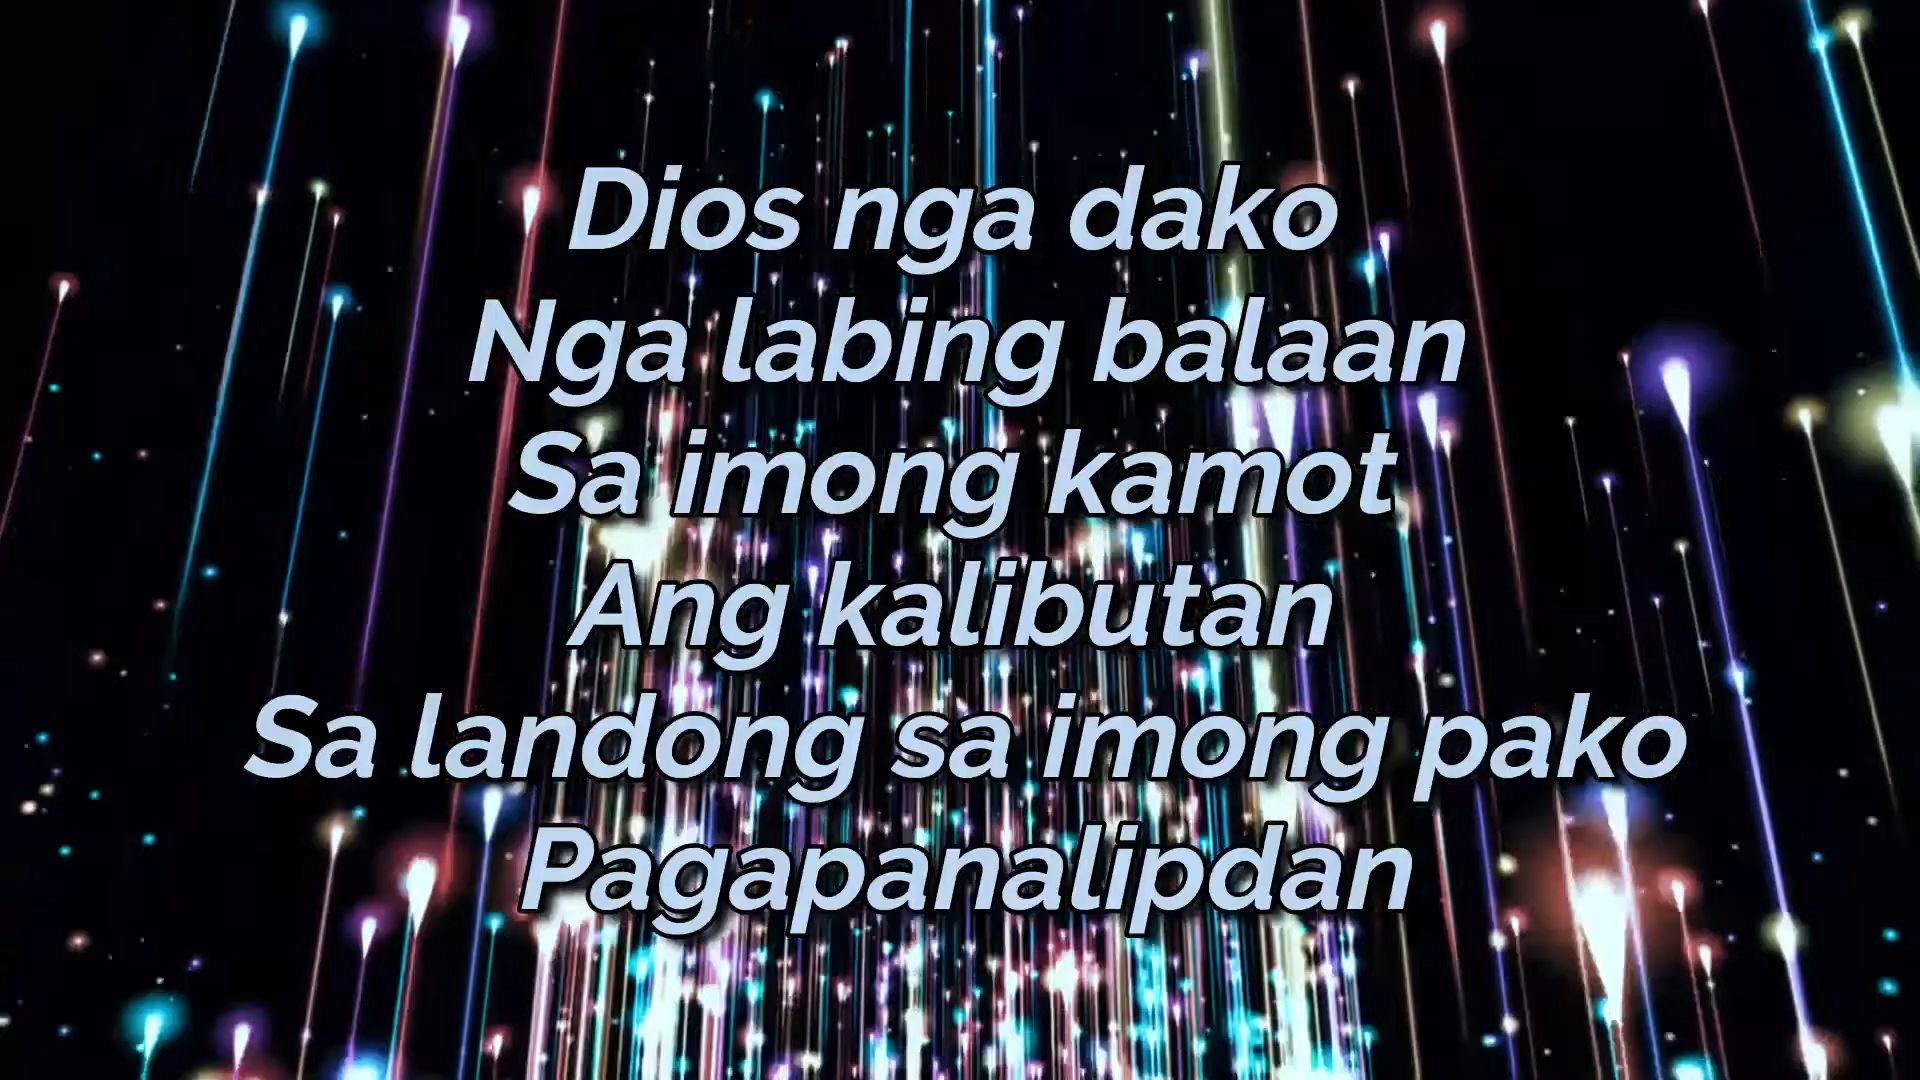 Dios nga dako
Nga labing balaan
Sa imong kamot
Ang kalibutan
Sa landong sa imong pako
Pagapanalipdan